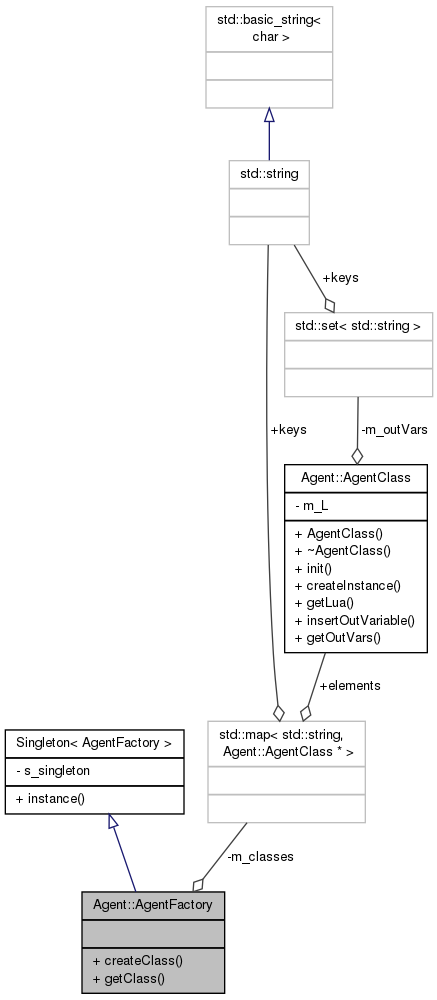 std::basic_string<
char >
std::string
+keys
std::set< std::string >
+keys
-m_outVars
Agent::AgentClass
- m_L
+ AgentClass()
+ ~AgentClass()
+ init()
+ createInstance()
+ getLua()
+ insertOutVariable()
+ getOutVars()
+elements
std::map< std::string,
Agent::AgentClass * >
Singleton< AgentFactory >
- s_singleton
+ instance()
-m_classes
Agent::AgentFactory
+ createClass()
+ getClass()